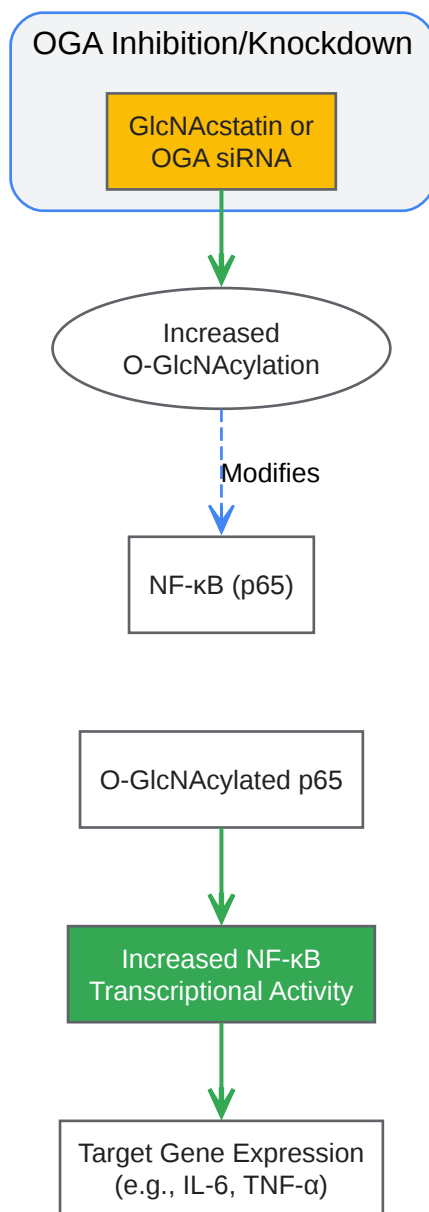 OGA Inhibition/Knockdown
GlcNAcstatin or
OGA siRNA
Increased
O-GlcNAcylation
Modifies
NF-κB (p65)
O-GlcNAcylated p65
Increased NF-κB
Transcriptional Activity
Target Gene Expression
(e.g., IL-6, TNF-α)